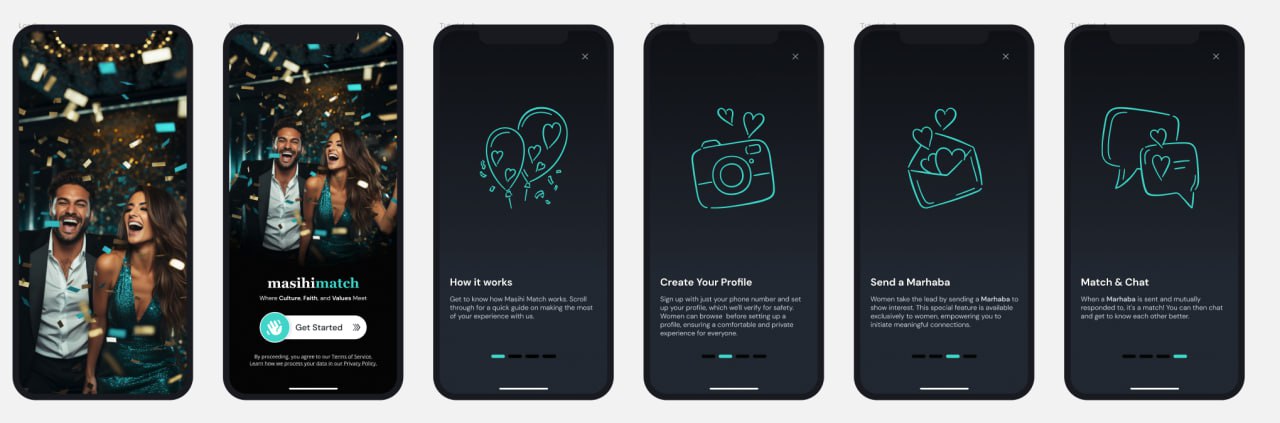 masihimatch
Where Culture, Faith, and Values Meet
Get Started
By proceeding, you agree to our Terms of Service.
Learn how we process your data in our Privacy Policy.
How it works
Get to know how Masihi Match works. Scroll
through for a quick guide on making the most
of your experience with us.
Create Your Profile
Sign up with just your phone number and set
up your profile, which we'll verify for safety.
Women can browse before setting up a
profile, ensuring a comfortable and private
experience for everyone.
Send a Marhaba
Women take the lead by sending a Marhaba to
show interest. This special feature is available
exclusively to women, empowering you to
initiate meaningful connections.
Match & Chat
When a Marhaba is sent and mutually
responded to, it's a match! You can then chat
and get to know each other better.